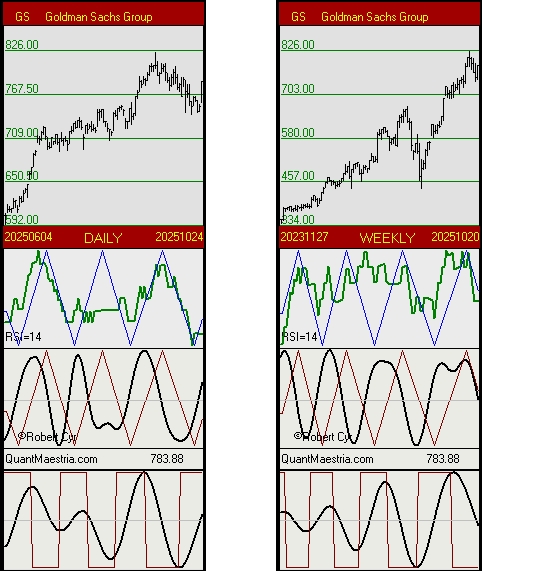 GS Goldman Sachs Group
826.00
767.50
709.00
650.50
592.00
20250604 DAILY 20251024
RSI=14
©Robert Cyr
QuantMaestria.com 783.88
GS Goldman Sachs Group
826.00
703.00
580.00
457.00
334.00
20231127 WEEKLY 20251020
RSI=14
©Robert Cyr
QuantMaestria.com 783.88